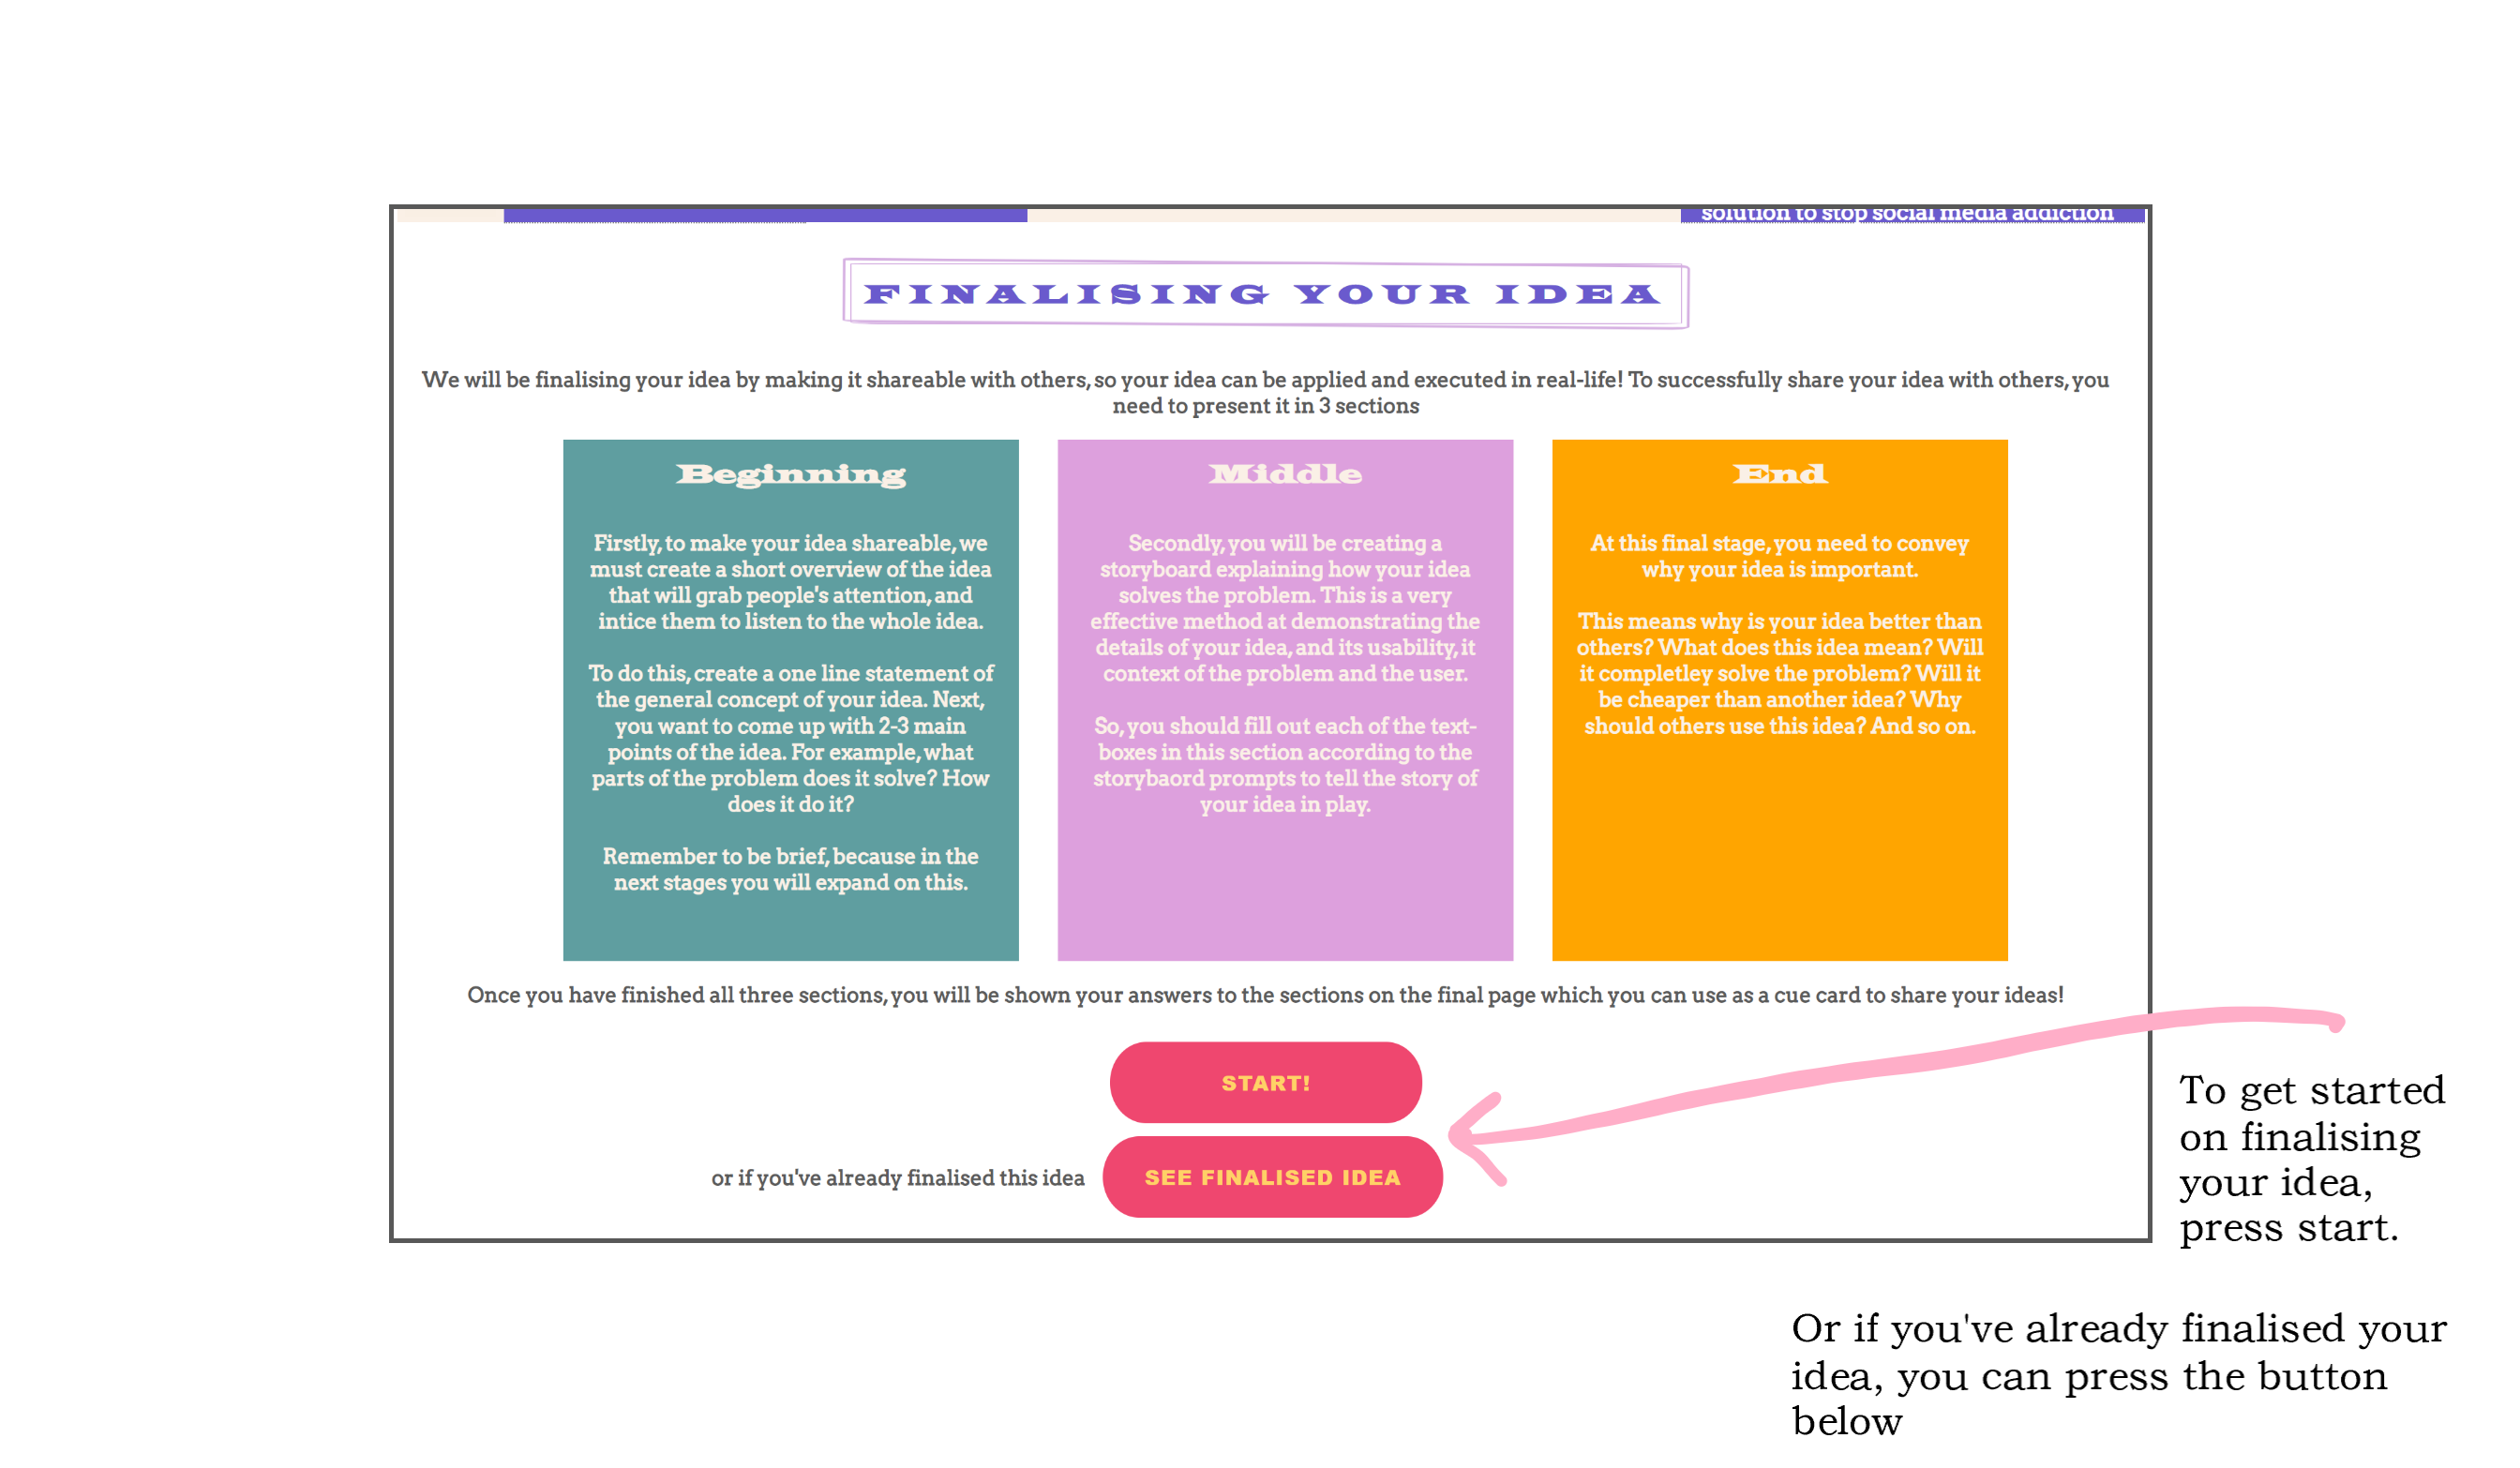 solution to stop social media addiction
FINALISING YOUR IDEA
We will be finalising your idea by making it shareable with others, so your idea can be applied and executed in real-life! To successfully share your idea with others, you
need to present it in 3 sections
Beginning
Firstly, to make your idea shareable, we
must create a short overview of the idea
that will grab people's attention, and
intice them to listen to the whole idea.
To do this, create a one line statement of
the general concept of your idea. Next,
you want to come up with 2-3 main
points of the idea. For example, what
parts of the problem does it solve? How
does it do it?
Remember to be brief, because in the
next stages you will expand on this.
Middle
Secondly, you will be creating a
storyboard explaining how your idea
solves the problem. This is a very
effective method at demonstrating the
details of your idea, and its usability, it
context of the problem and the user.
So, you should fill out each of the text-
boxes in this section according to the
storybaord prompts to tell the story of
your idea in play.
End
At this final stage, you need to convey
why your idea is important.
This means why is your idea better than
others? What does this idea mean? Will
it completley solve the problem? Will it
be cheaper than another idea? Why
should others use this idea? And so on.
Once you have finished all three sections, you will be shown your answers to the sections on the final page which you can use as a cue card to share your ideas!
START!
or if you've already finalised this idea
SEE FINALISED IDEA
To get started
on finalising
your idea,
press start.
Or if you've already finalised your
idea, you can press the button
below